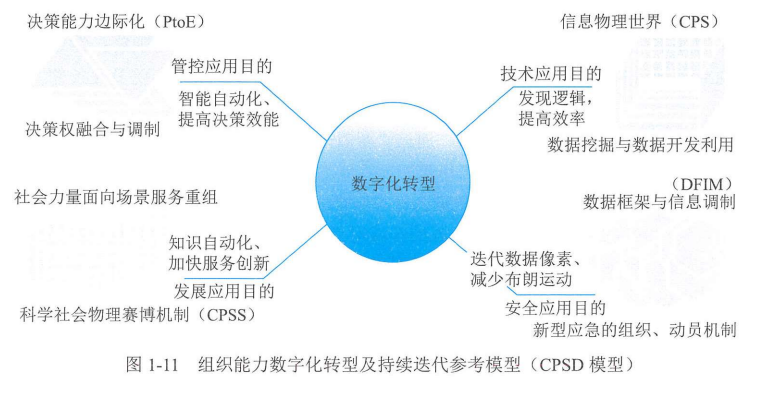 决策能力边际化（PtoE）
信息物理世界（CPS）
管控应用目的
技术应用目的
智能自动化、
提高决策效能
发现逻辑，
提高效率
决策权融合与调制
数据挖掘与数据开发利用
数字化转型
（DFIM）
数据框架与信息调制
社会力量面向场景服务重组
知识自动化、
加快服务创新
迭代数据像素、
减少布朗运动
发展应用目的
安全应用目的
科学社会物理赛博机制（CPSS）
新型应急的组织、动员机制
图 1-11 组织能力数字化转型及持续迭代参考模型（CPSD 模型）